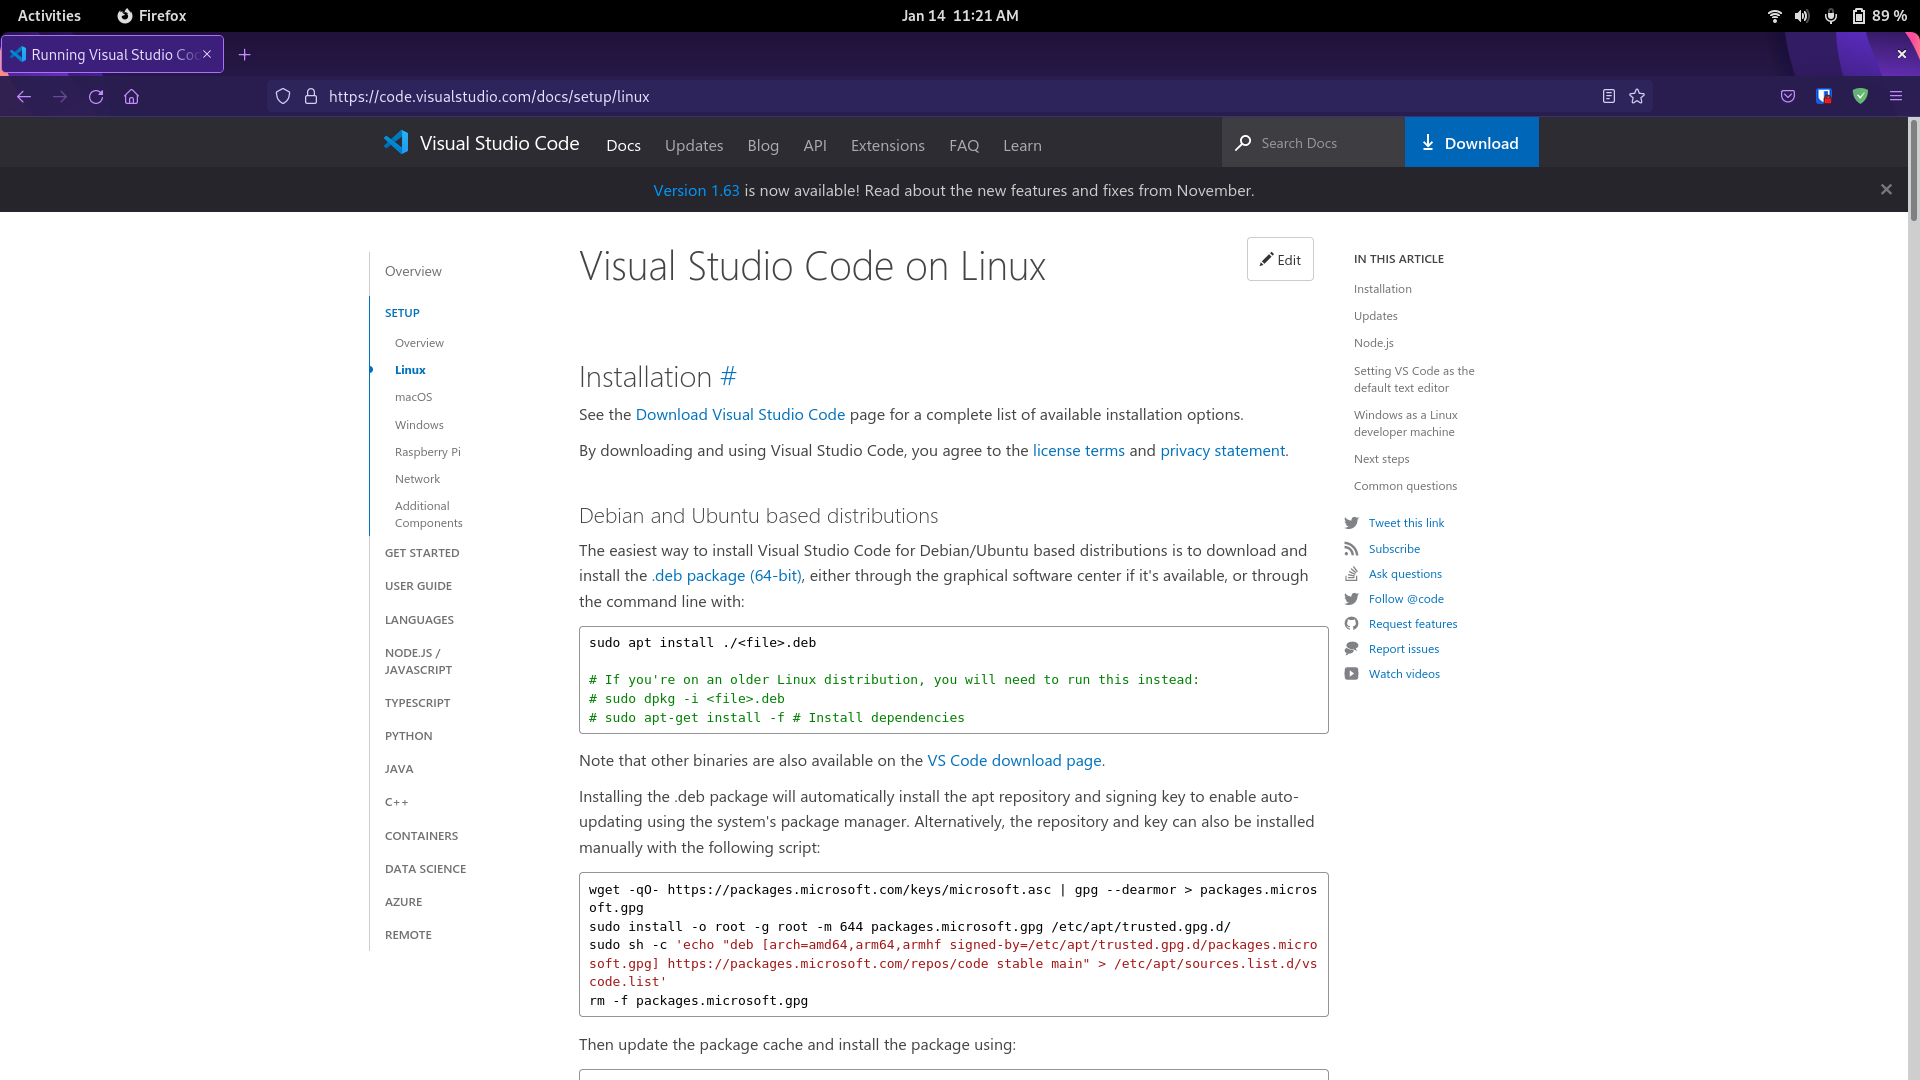 Activities
Firefox
Jan 14 11:21 AM
89 %
Running Visual Studio
https://code.visualstudio.com/docs/setup/linux
Visual Studio Code
Docs
Updates
Blog
API
Extensions
FAQ
Learn
Search Docs
Download
Version 1.63 is now available! Read about the new features and fixes from November.
Overview
SETUP
Overview
Linux
macOS
Windows
Raspberry Pi
Network
Additional
Components
GET STARTED
USER GUIDE
LANGUAGES
NODE.JS /
JAVASCRIPT
TYPESCRIPT
PYTHON
JAVA
C++
CONTAINERS
DATA SCIENCE
AZURE
REMOTE
Visual Studio Code on Linux
Edit
Installation #
See the Download Visual Studio Code page for a complete list of available installation options.
By downloading and using Visual Studio Code, you agree to the license terms and privacy statement.
Debian and Ubuntu based distributions
The easiest way to install Visual Studio Code for Debian/Ubuntu based distributions is to download and
install the .deb package (64-bit), either through the graphical software center if it's available, or through
the command line with:
sudo apt install ./<file>.deb
# If you're on an older Linux distribution, you will need to run this instead:
# sudo dpkg -i <file>.deb
# sudo apt-get install -f # Install dependencies
Note that other binaries are also available on the VS Code download page.
Installing the .deb package will automatically install the apt repository and signing key to enable auto-
updating using the system's package manager. Alternatively, the repository and key can also be installed
manually with the following script:
wget -qO- https://packages.microsoft.com/keys/microsoft.asc | gpg --dearmor > packages.micros
oft.gpg
sudo install -o root -g root -m 644 packages.microsoft.gpg /etc/apt/trusted.gpg.d/
sudo sh -c 'echo "deb [arch=amd64,arm64,armhf signed-by=/etc/apt/trusted.gpg.d/packages.micro
soft.gpg] https://packages.microsoft.com/repos/code stable main" > /etc/apt/sources.list.d/vs
code.list'
rm -f packages.microsoft.gpg
Then update the package cache and install the package using:
IN THIS ARTICLE
Installation
Updates
Node.js
Setting VS Code as the
default text editor
Windows as a Linux
developer machine
Next steps
Common questions
Tweet this link
Subscribe
Ask questions
Follow @code
Request features
Report issues
Watch videos